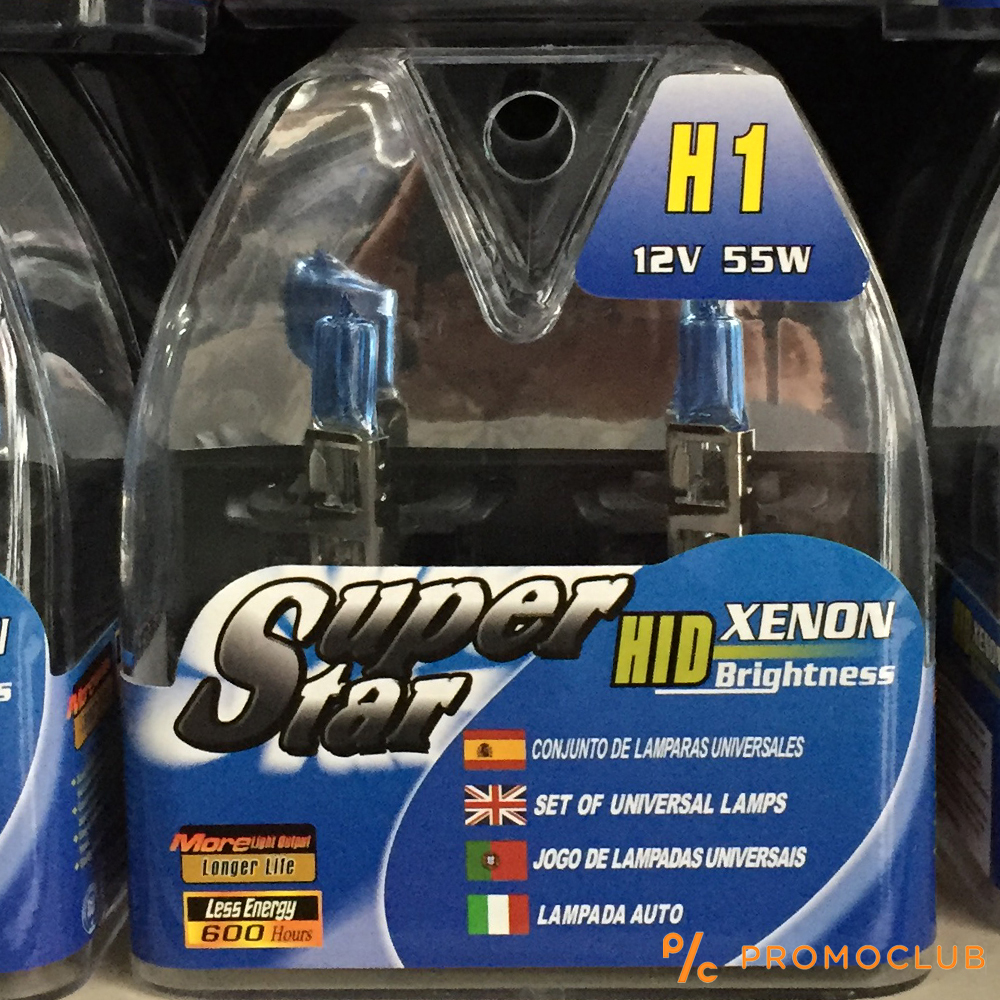 H1
12V 55W
Super
Star
HID XENON
Brightness
CONJUNTO DE LAMPARAS UNIVERSALES
SET OF UNIVERSAL LAMPS
JOGO DE LAMPADAS UNIVERSAIS
LAMPADA AUTO
More Light Output
Longer Life
Less Energy
600 Hours
P/C PROMOCLUB